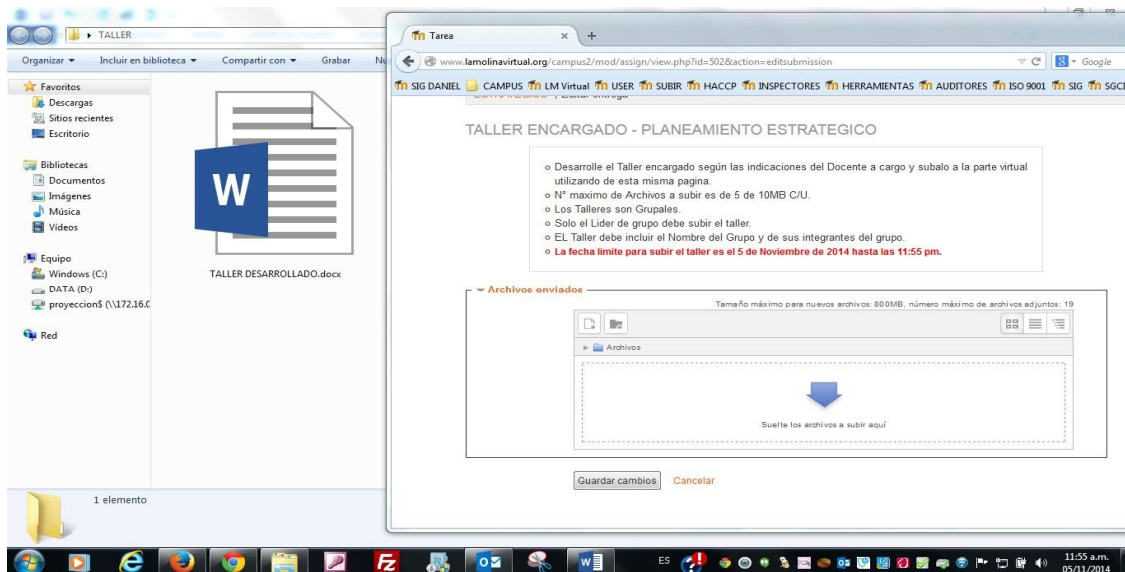 TALLER
Organizar
Incluir en biblioteca
Compartir con
Grabar
Favoritos
Descargas
Sitios recientes
Escritorio
Bibliotecas
Documentos
Imágenes
Música
Vídeos
Equipo
Windows (C:)
DATA (D:)
proyeccion$ (\\172.16.0
Red
W
TALLER DESARROLLADO.docx
1 elemento
Tarea
www.lamolinavirtual.org/campus2/mod/assign/view.php?id=502&action=editsubmission
Google
SIG DANIEL CAMPUS LM Virtual USER SUBIR HACCP INSPECTORES HERRAMIENTAS AUDITORES ISO 9001 SIG SGCI
TALLER ENCARGADO - PLANEAMIENTO ESTRATEGICO
Desarrolle el Taller encargado según las indicaciones del Docente a cargo y subalo a la parte virtual
utilizando de esta misma pagina.
N° maximo de Archivos a subir es de 5 de 10MB C/U.
Los Talleres son Grupales.
Solo el Lider de grupo debe subir el taller.
EL Taller debe incluir el Nombre del Grupo y de sus integrantes del grupo.
La fecha limite para subir el taller es el 5 de Noviembre de 2014 hasta las 11:55 pm.
Archivos enviados
Tamaño máximo para nuevos archivos: 800MB, número máximo de archivos adjuntos: 19
Archivos
Suelte los archivos a subir aquí
Guardar cambios Cancelar
ES
11:55 a.m.
05/11/2014